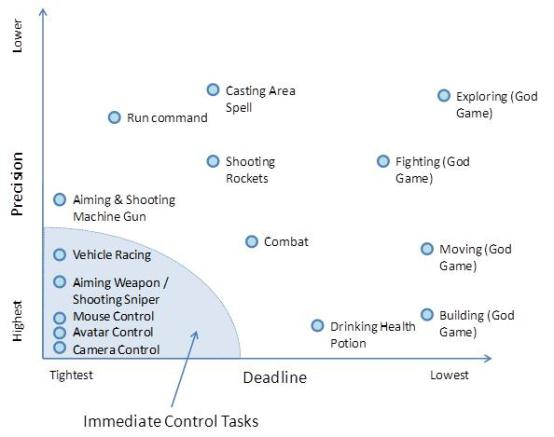 Lower
Casting Area
Spell
Exploring (God
Game)
Run command
Precision
Shooting
Rockets
Fighting (God
Game)
Aiming & Shooting
Machine Gun
Combat
Moving (God
Game)
Vehicle Racing
Aiming Weapon /
Shooting Sniper
Mouse Control
Avatar Control
Camera Control
Highest
Drinking Health
Potion
Building (God
Game)
Tightest
Deadline
Lowest
Immediate Control Tasks